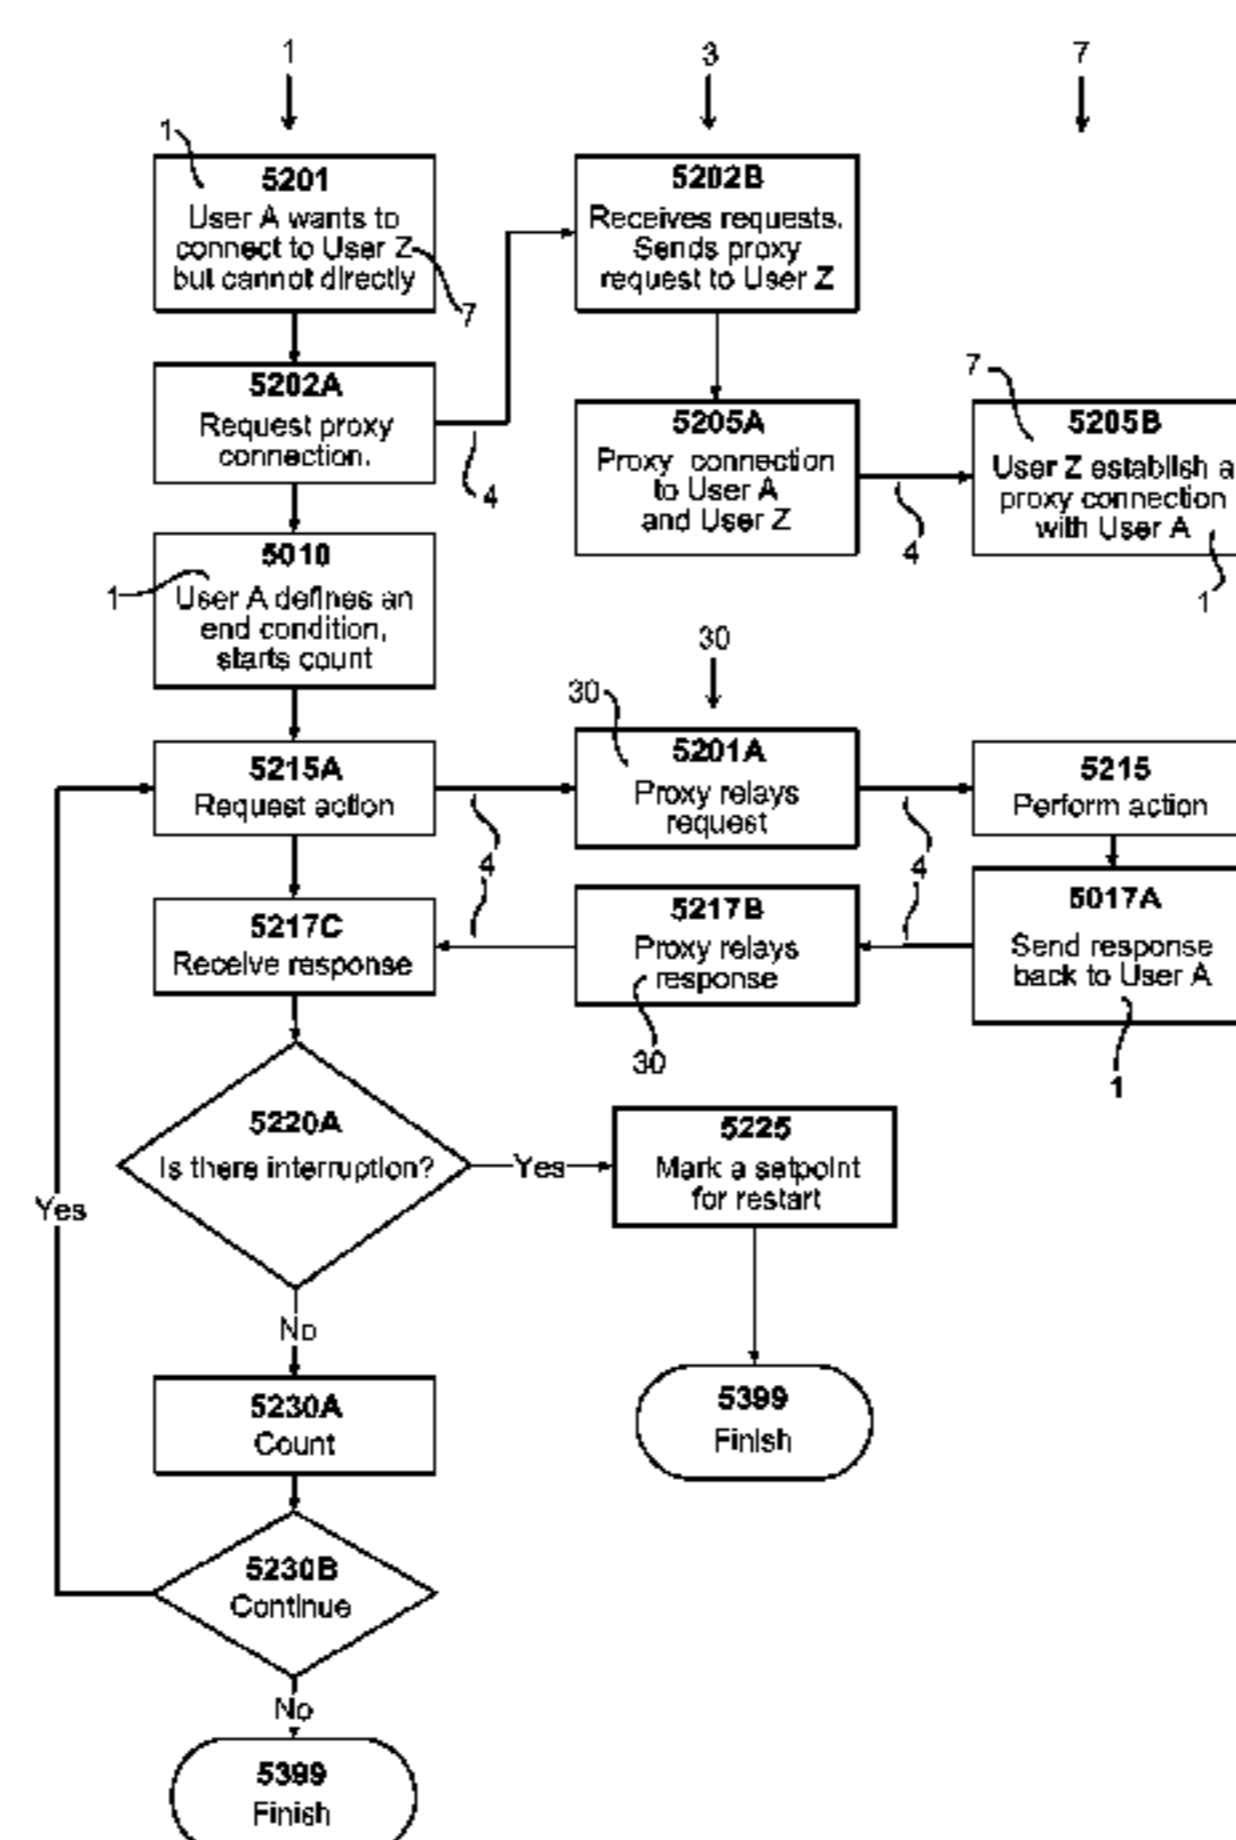 1
3
7
1
5201
User A wants to
connect to User Z
but cannot directly
7
5202B
Receives requests.
Sends proxy
request to User Z
5202A
Request proxy
connection.
4
5205A
Proxy connection
to User A
and User Z
4
7
5205B
User Z establish a
proxy connection
with User A
1
5010
1
User A defines an
end condition,
starts count
30
30
5215A
Request action
4
5201A
Proxy relays
request
4
5215
Perform action
5217C
Receive response
5217B
Proxy relays
response
30
5017A
Send response
back to User A
1
5220A
Is there interruption?
Yes
5225
Mark a setpoint
for restart
Yes
No
5230A
Count
5399
Finish
5230B
Continue
No
5399
Finish